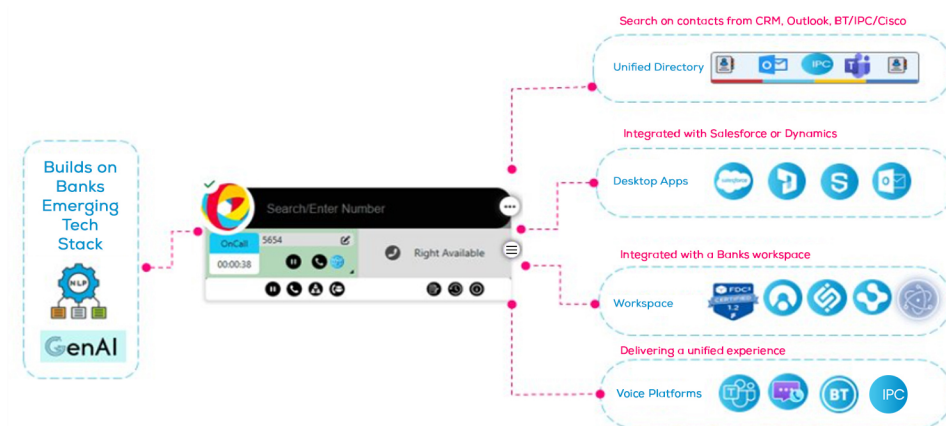 Search on contacts from CRM, Outlook, BT/IPC/Cisco
Unified Directory
IPC
Integrated with Salesforce or Dynamics
Desktop Apps
salesforce
S
Builds on
Banks
Emerging
Tech
Stack
NLP
GenAI
Search/Enter Number
OnCall
5654
00:00:38
Right Available
Integrated with a Banks workspace
Workspace
FDC3
CERTIFIED
1.2
Delivering a unified experience
Voice Platforms
BT
IPC